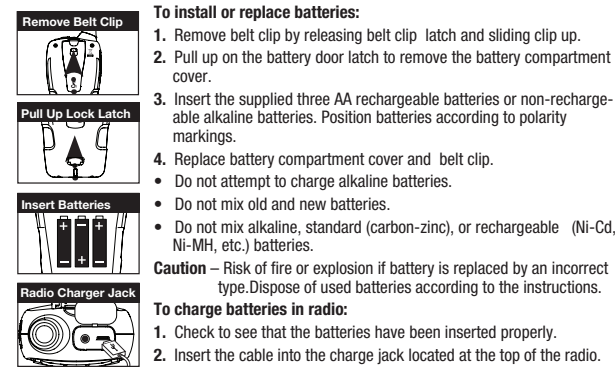 Remove Belt Clip
Pull Up Lock Latch
Insert Batteries
+ – +
– + –
Radio Charger Jack
To install or replace batteries:
1. Remove belt clip by releasing belt clip latch and sliding clip up.
2. Pull up on the battery door latch to remove the battery compartment
cover.
3. Insert the supplied three AA rechargeable batteries or non-recharge-
able alkaline batteries. Position batteries according to polarity
markings.
4. Replace battery compartment cover and belt clip.
• Do not attempt to charge alkaline batteries.
• Do not mix old and new batteries.
• Do not mix alkaline, standard (carbon-zinc), or rechargeable (Ni-Cd,
Ni-MH, etc.) batteries.
Caution – Risk of fire or explosion if battery is replaced by an incorrect
type.Dispose of used batteries according to the instructions.
To charge batteries in radio:
1. Check to see that the batteries have been inserted properly.
2. Insert the cable into the charge jack located at the top of the radio.